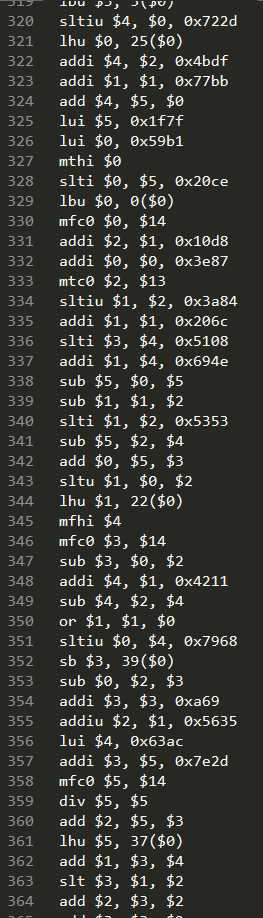 320 sltiu $4, $0, 0x722d
321 lhu $0, 25($0)
322 addi $4, $2, 0x4bdf
323 addi $1, $1, 0x77bb
324 add $4, $5, $0
325 lui $5, 0x1f7f
326 lui $0, 0x59b1
327 mthi $0
328 slti $0, $5, 0x20ce
329 lbu $0, 0($0)
330 mfc0 $0, $14
331 addi $2, $1, 0x10d8
332 addi $0, $0, 0x3e87
333 mtc0 $2, $13
334 sltiu $1, $2, 0x3a84
335 addi $1, $1, 0x206c
336 slti $3, $4, 0x5108
337 addi $1, $4, 0x694e
338 sub $5, $0, $5
339 sub $1, $1, $2
340 slti $1, $2, 0x5353
341 sub $5, $2, $4
342 add $0, $5, $3
343 sltu $1, $0, $2
344 lhu $1, 22($0)
345 mfhi $4
346 mfc0 $3, $14
347 sub $3, $0, $2
348 addi $4, $1, 0x4211
349 sub $4, $2, $4
350 or $1, $1, $0
351 sltiu $0, $4, 0x7968
352 sb $3, 39($0)
353 sub $0, $2, $3
354 addi $3, $3, 0xa69
355 addiu $2, $1, 0x5635
356 lui $4, 0x63ac
357 addi $3, $5, 0x7e2d
358 mfc0 $5, $14
359 div $5, $5
360 add $2, $5, $3
361 lhu $5, 37($0)
362 add $1, $3, $4
363 slt $3, $1, $2
364 add $2, $3, $2